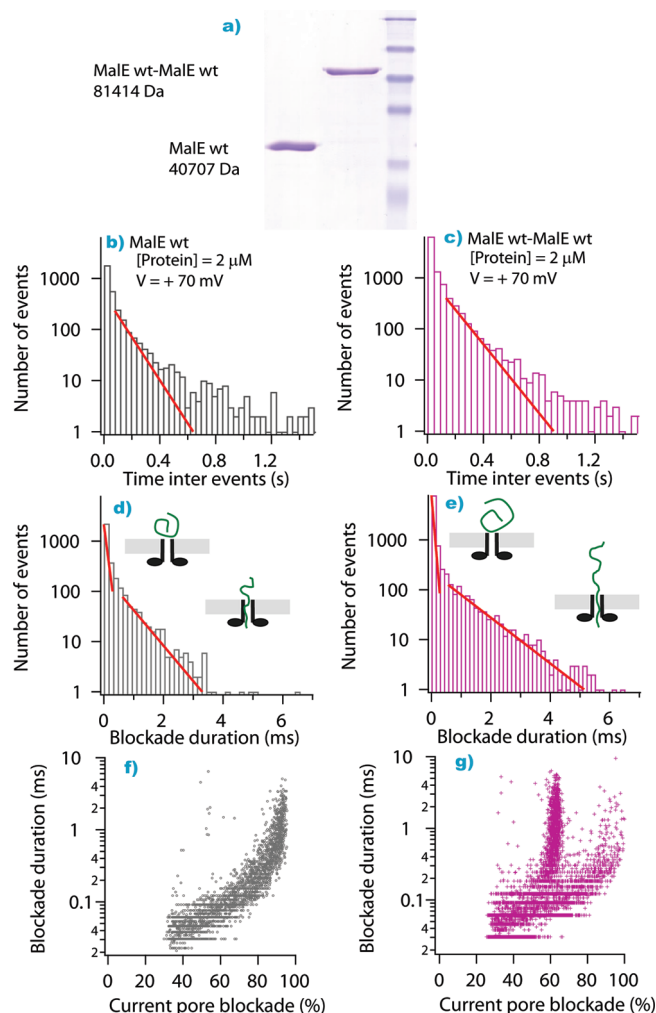 a)
MalE wt-MalE wt
81414 Da
MalE wt
40707 Da
b) MalE wt
[Protein] = 2 μM
V = + 70 mV
Number of events
1000
100
10
1
0.0 0.4 0.8 1.2
Time inter events (s)
c) MalE wt-MalE wt
[Protein] = 2 μM
V = + 70 mV
Number of events
1000
100
10
1
0.0 0.4 0.8 1.2
Time inter events (s)
d)
Number of events
1000
100
10
1
0 2 4 6
Blockade duration (ms)
e)
Number of events
1000
100
10
1
0 2 4 6
Blockade duration (ms)
f)
Blockade duration (ms)
10
4
2
1
4
2
0.1
4
2
0 20 40 60 80 100
Current pore blockade (%)
g)
Blockade duration (ms)
10
4
2
1
4
2
0.1
4
2
0 20 40 60 80 100
Current pore blockade (%)